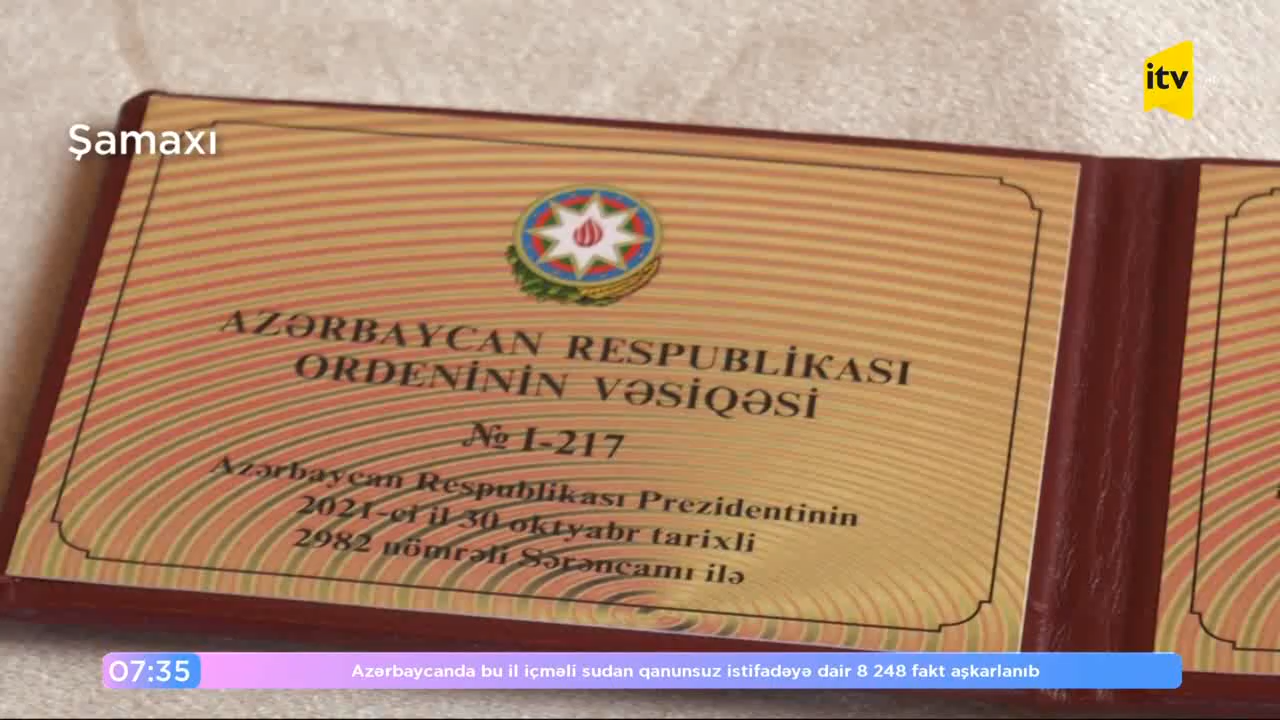 itv
Şamaxı
AZƏRBAYCAN RESPUBLİKASI
ORDENİNİN VƏSİQƏSİ
№ I-217
Azərbaycan Respublikası Prezidentinin
2021-ci il 30 oktyabr tarixli
2982 nömrəli Sərəncamı ilə
07:35 Azərbaycanda bu il içməli sudan qanunsuz istifadəyə dair 8 248 fakt aşkarlanıb